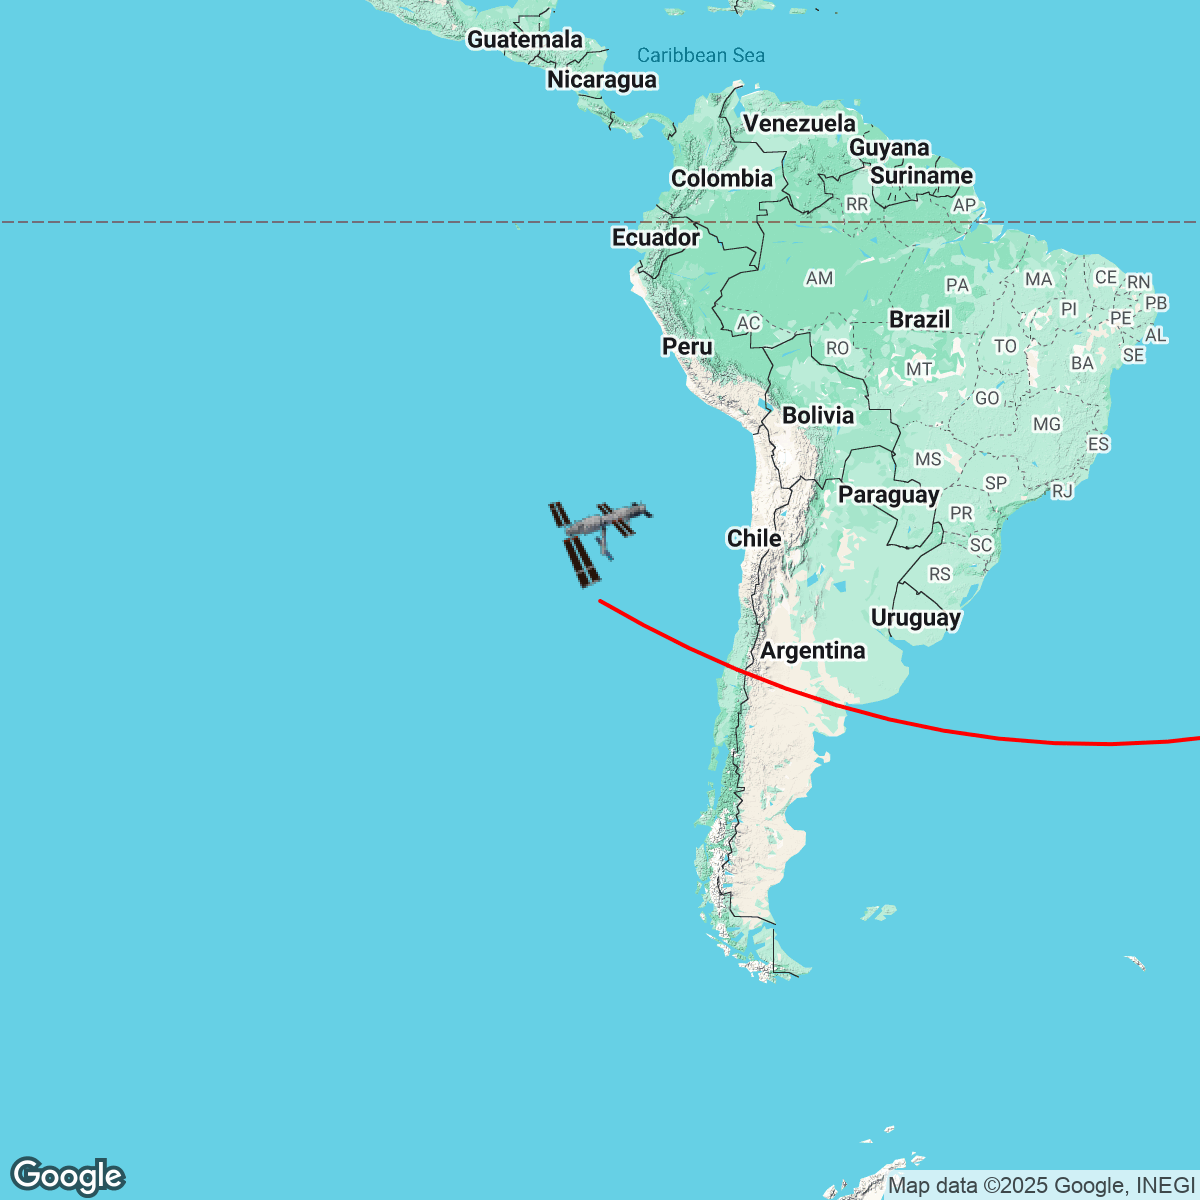 Guatemala
Caribbean Sea
Nicaragua
Venezuela
Guyana
Colombia
Suriname
RR
AP
Ecuador
AM
PA
MA
CE
RN
PI
PB
PE
AC
Brazil
AL
Peru
RO
TO
SE
MT
BA
GO
Bolivia
MG
ES
MS
Paraguay
SP
RJ
PR
Chile
SC
RS
Uruguay
Argentina
Google
Map data ©2025 Google, INEGI